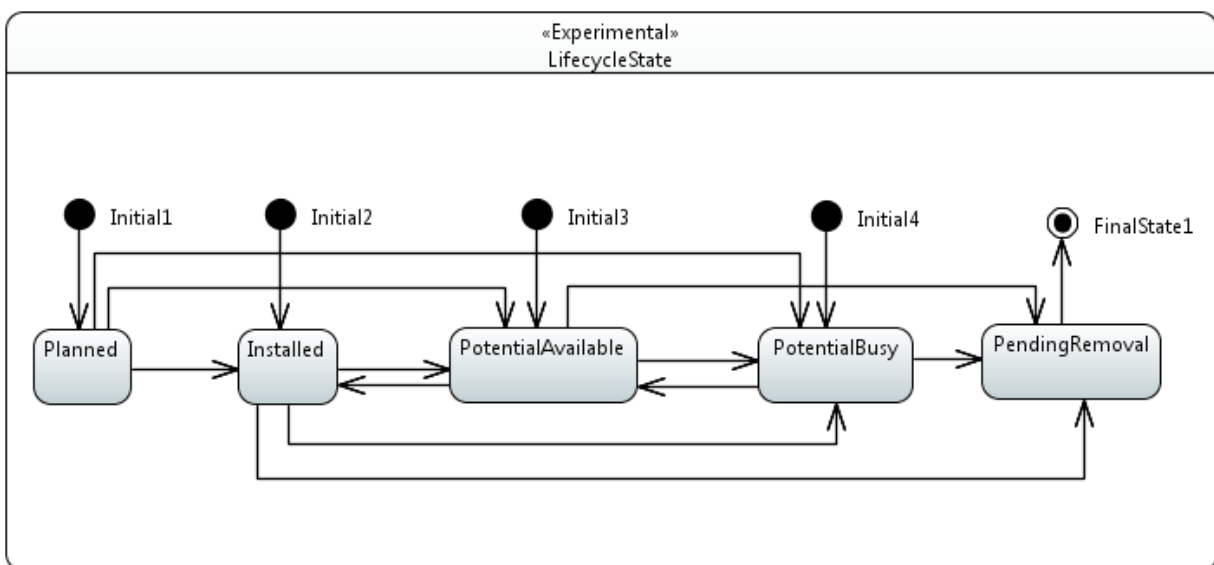 «Experimental»
LifecycleState
Initial1
Initial2
Initial3
Initial4
FinalState1
Planned
Installed
PotentialAvailable
PotentialBusy
PendingRemoval